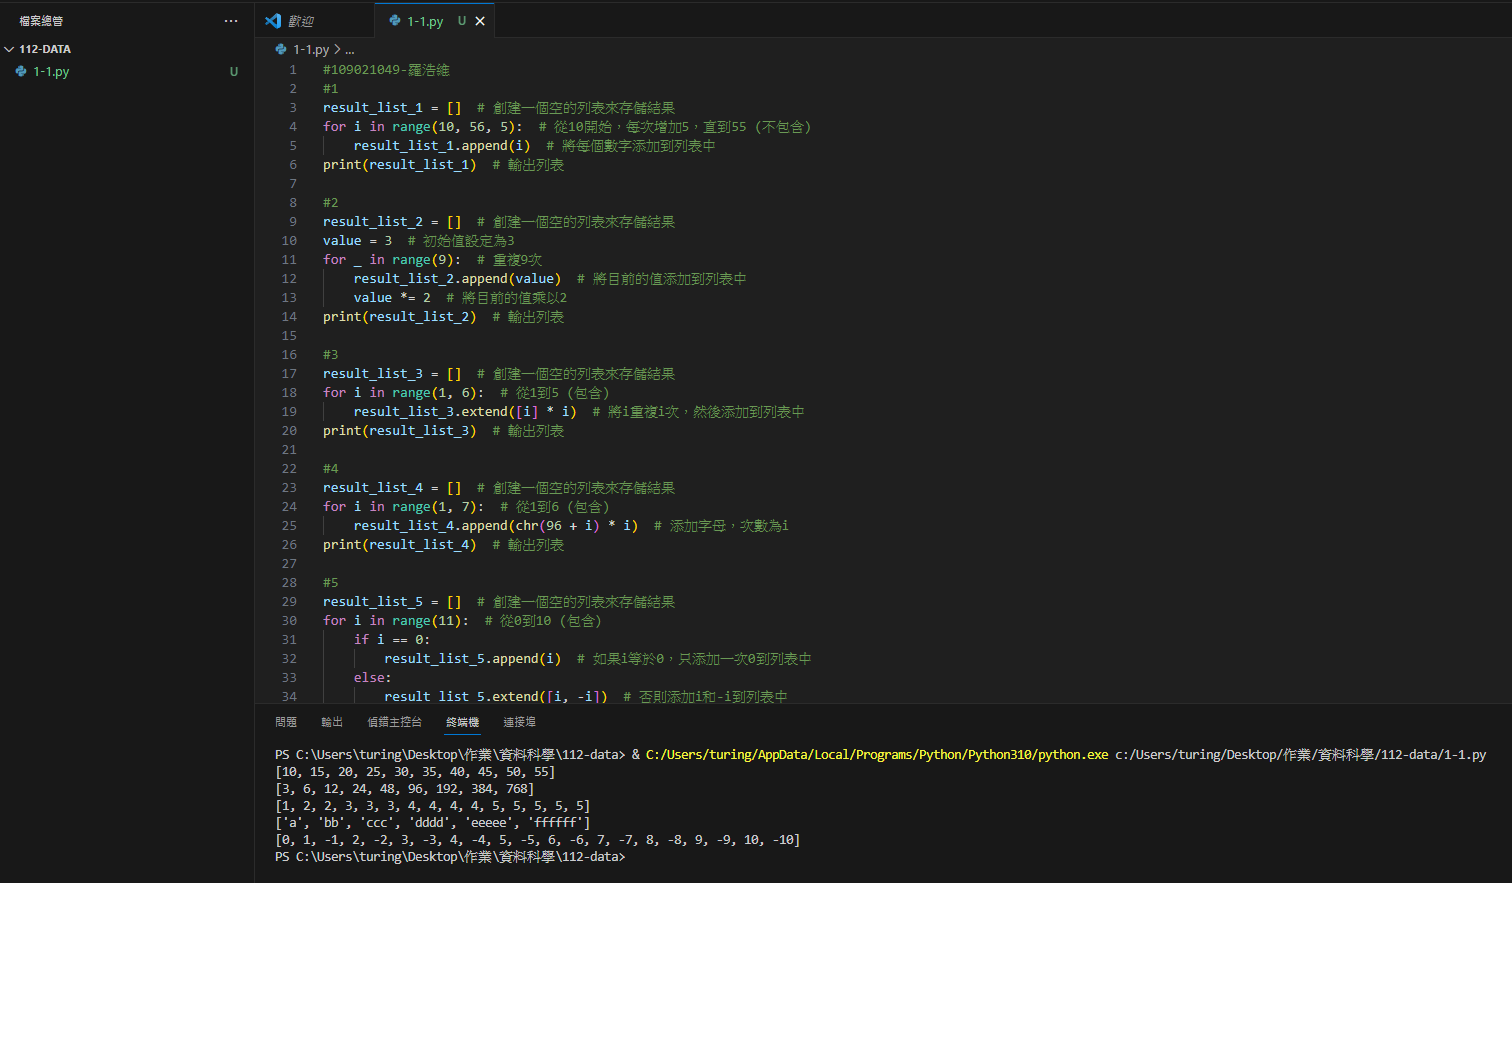 檔案總管 ...
歡迎
1-1.py U ×
112-DATA
1-1.py U
1-1.py > ...
1 #109021049-羅浩維
2 #1
3 result_list_1 = []  # 創建一個空的列表來存儲結果
4 for i in range(10, 56, 5):  # 從10開始，每次增加5，直到55 (不包含)
5     result_list_1.append(i)  # 將每個數字添加到列表中
6 print(result_list_1)  # 輸出列表
7
8 #2
9 result_list_2 = []  # 創建一個空的列表來存儲結果
10 value = 3  # 初始值設定為3
11 for _ in range(9):  # 重複9次
12     result_list_2.append(value)  # 將目前的值添加到列表中
13     value *= 2  # 將目前的值乘以2
14 print(result_list_2)  # 輸出列表
15
16 #3
17 result_list_3 = []  # 創建一個空的列表來存儲結果
18 for i in range(1, 6):  # 從1到5 (包含)
19     result_list_3.extend([i] * i)  # 將i重複i次，然後添加到列表中
20 print(result_list_3)  # 輸出列表
21
22 #4
23 result_list_4 = []  # 創建一個空的列表來存儲結果
24 for i in range(1, 7):  # 從1到6 (包含)
25     result_list_4.append(chr(96 + i) * i)  # 添加字母，次數為i
26 print(result_list_4)  # 輸出列表
27
28 #5
29 result_list_5 = []  # 創建一個空的列表來存儲結果
30 for i in range(11):  # 從0到10 (包含)
31     if i == 0:
32         result_list_5.append(i)  # 如果i等於0，只添加一次0到列表中
33     else:
34         result_list_5.extend([i, -i])  # 否則添加i和-i到列表中
問題 輸出 偵錯主控台 終端機 連接埠
PS C:\Users\turing\Desktop\作業\資料科學\112-data> & C:/Users/turing/AppData/Local/Programs/Python/Python310/python.exe c:/Users/turing/Desktop/作業/資料科學/112-data/1-1.py
[10, 15, 20, 25, 30, 35, 40, 45, 50, 55]
[3, 6, 12, 24, 48, 96, 192, 384, 768]
[1, 2, 2, 3, 3, 3, 4, 4, 4, 4, 5, 5, 5, 5, 5]
['a', 'bb', 'ccc', 'dddd', 'eeeee', 'ffffff']
[0, 1, -1, 2, -2, 3, -3, 4, -4, 5, -5, 6, -6, 7, -7, 8, -8, 9, -9, 10, -10]
PS C:\Users\turing\Desktop\作業\資料科學\112-data>